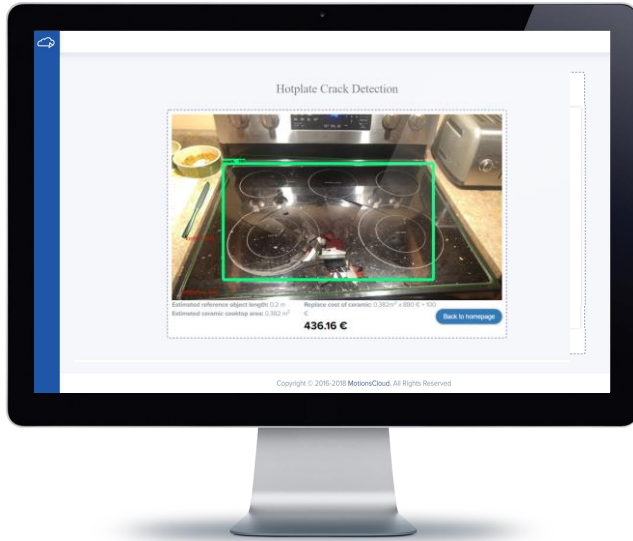 Hotplate Crack Detection
Estimated reference object length: 0.2 m
Estimated ceramic cooktop area: 0.382 m²
Replace cost of ceramic: 0.382m² x 880 € + 100
€
436.16 €
Back to homepage
Copyright © 2016-2018 MotionsCloud. All Rights Reserved